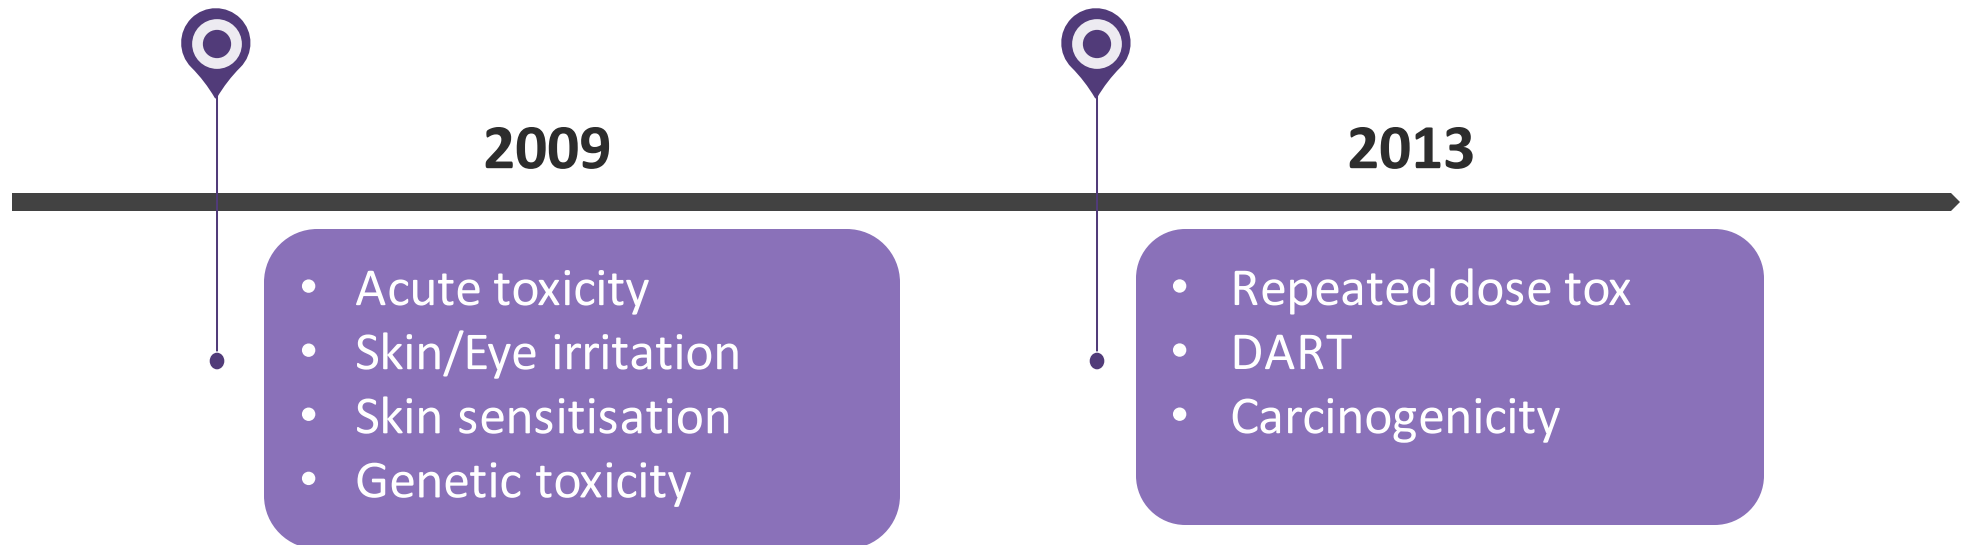 2009
• Acute toxicity
• Skin/Eye irritation
• Skin sensitisation
• Genetic toxicity
2013
• Repeated dose tox
• DART
• Carcinogenicity